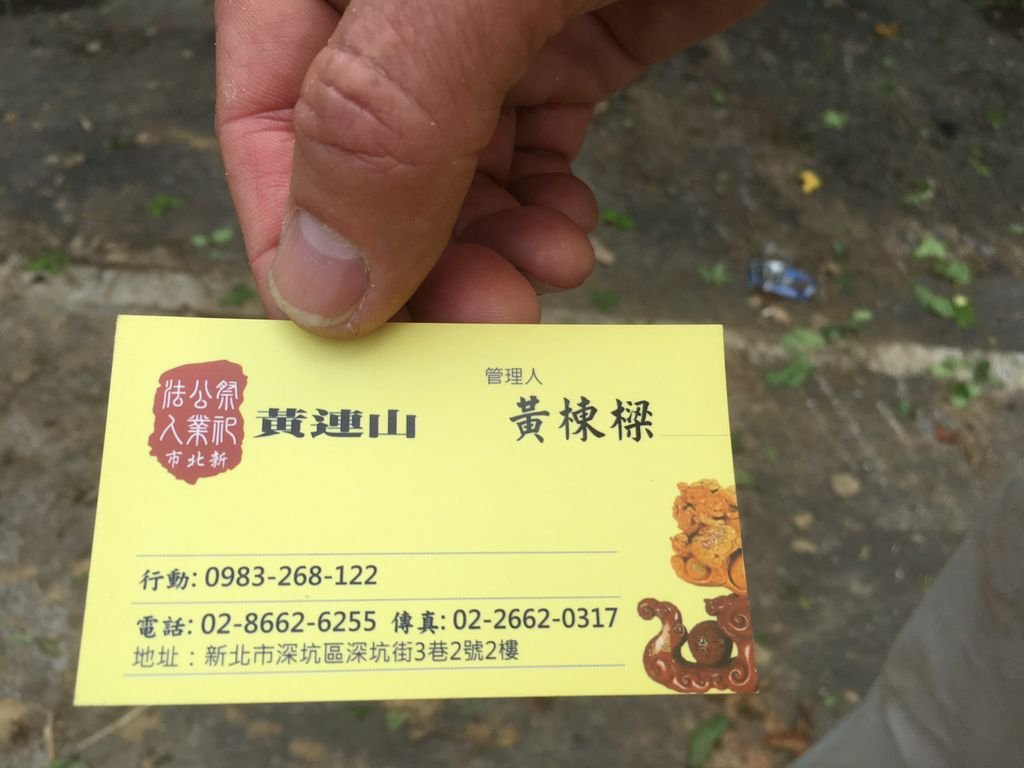 祭祀
公業
法人
新北市
黃連山
管理人
黃棟樑
行動: 0983-268-122
電話: 02-8662-6255 傳真: 02-2662-0317
地址：新北市深坑區深坑街3巷2號2樓